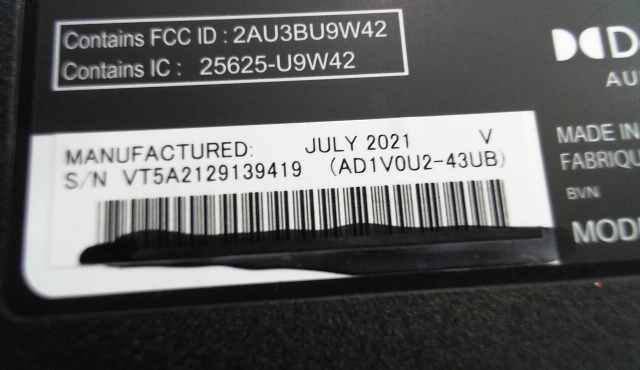 Contains FCC ID : 2AU3BU9W42
Contains IC : 25625-U9W42
AU
MANUFACTURED: JULY 2021 V
S/N VT5A2129139419 (AD1V0U2-43UB)
MADE IN
FABRIQU
BVN
MODE